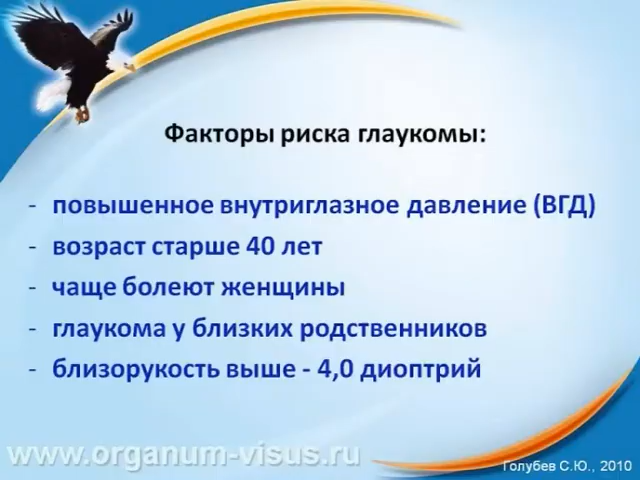 Факторы риска глаукомы:
- повышенное внутриглазное давление (ВГД)
- возраст старше 40 лет
- чаще болеют женщины
- глаукома у близких родственников
- близорукость выше - 4,0 диоптрий
www.organum-visus.ru
Голубев С.Ю., 2010